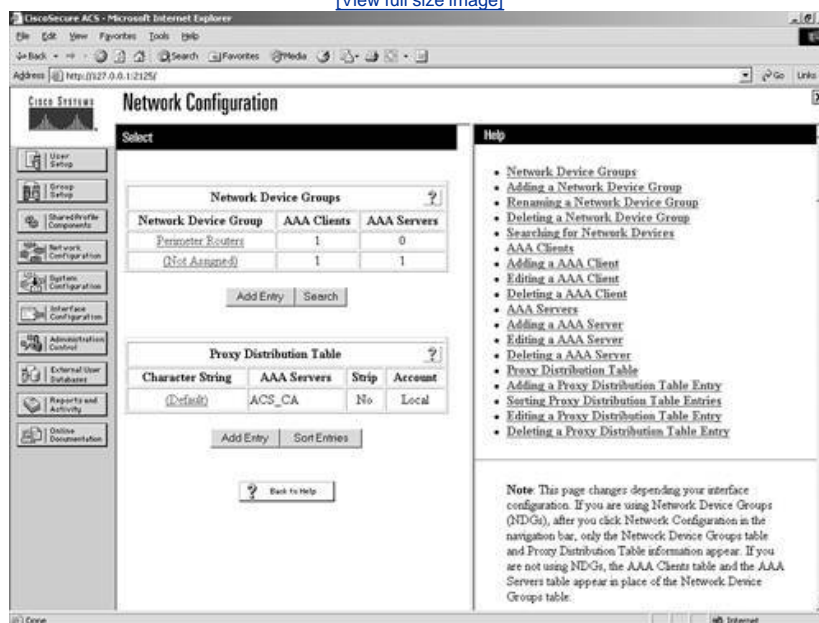 [View full size image]
CiscoSecure ACS - Microsoft Internet Explorer
File Edit View Favorites Tools Help
Back Search Favorites Media
Address http://127.0.0.1:2125/ Go Links
Cisco Systems
Network Configuration
Select
Help
User Setup
Group Setup
Shared Profile Components
Network Configuration
System Configuration
Interface Configuration
Administration Control
External User Databases
Reports and Activity
Online Documentation
Network Device Groups ?
Network Device Group AAA Clients AAA Servers
Perimeter Routers 1 0
(Not Assigned) 1 1
Add Entry Search
Proxy Distribution Table ?
Character String AAA Servers Strip Account
(Default) ACS_CA No Local
Add Entry Sort Entries
? Back to Help
• Network Device Groups
• Adding a Network Device Group
• Renaming a Network Device Group
• Deleting a Network Device Group
• Searching for Network Devices
• AAA Clients
• Adding a AAA Client
• Editing a AAA Client
• Deleting a AAA Client
• AAA Servers
• Adding a AAA Server
• Editing a AAA Server
• Deleting a AAA Server
• Proxy Distribution Table
• Adding a Proxy Distribution Table Entry
• Sorting Proxy Distribution Table Entries
• Editing a Proxy Distribution Table Entry
• Deleting a Proxy Distribution Table Entry
Note: This page changes depending your interface
configuration. If you are using Network Device Groups
(NDGs), after you click Network Configuration in the
navigation bar, only the Network Device Groups table
and Proxy Distribution Table information appear. If you
are not using NDGs, the AAA Clients table and the AAA
Servers table appear in place of the Network Device
Groups table.
Done
Internet